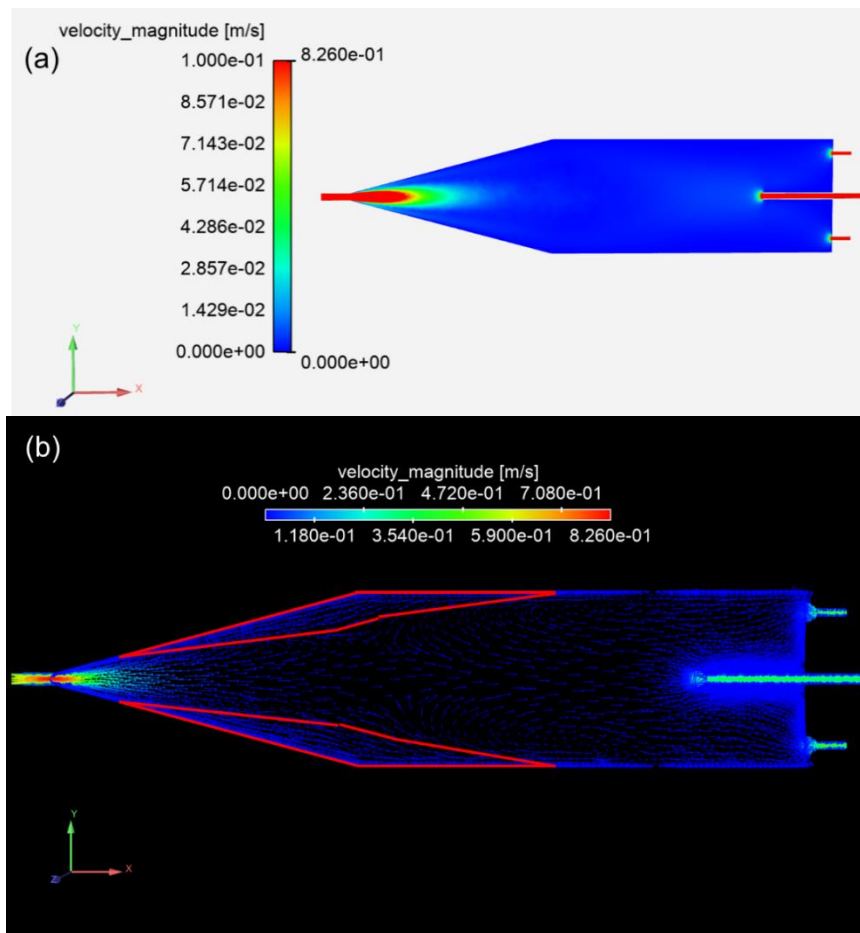 velocity_magnitude [m/s]
(a)
8.260e-01
1.000e-01
8.571e-02
7.143e-02
5.714e-02
4.286e-02
2.857e-02
1.429e-02
0.000e+00
0.000e+00
Y
X
(b)
velocity_magnitude [m/s]
0.000e+00 2.360e-01 4.720e-01 7.080e-01
1.180e-01 3.540e-01 5.900e-01 8.260e-01
Y
Z X